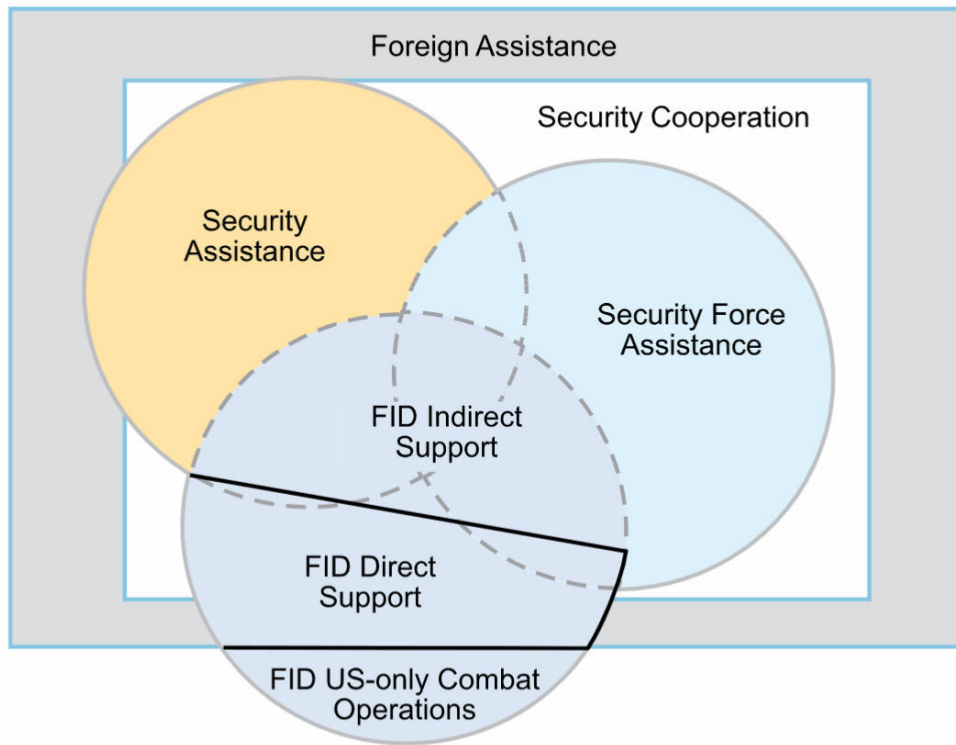 Foreign Assistance
Security Cooperation
Security
Assistance
Security Force
Assistance
FID Indirect
Support
FID Direct
Support
FID US-only Combat
Operations